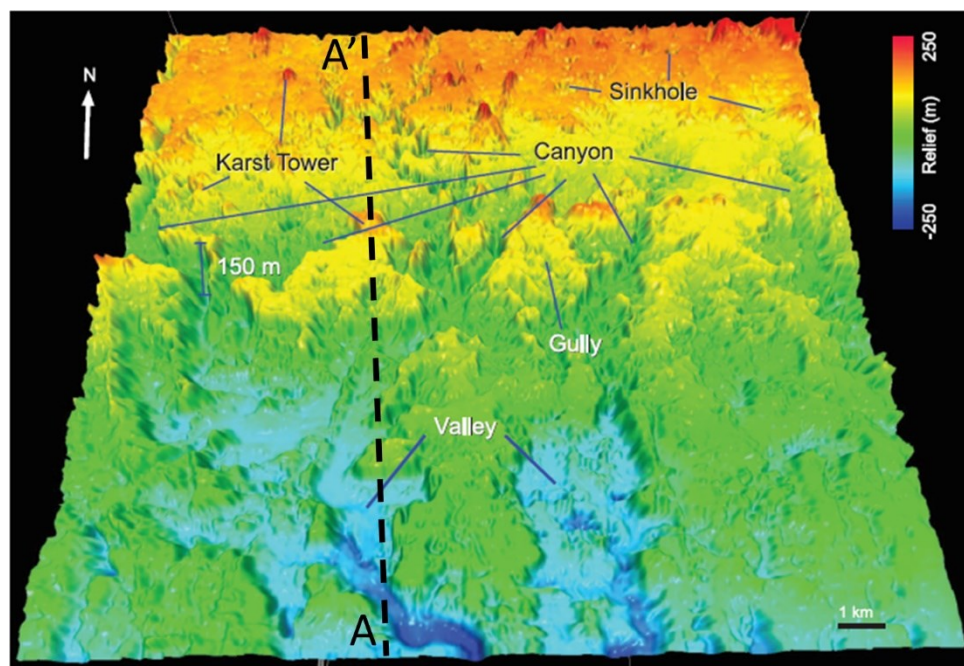 A'
250
N
Sinkhole
Relief (m)
Canyon
Karst Tower
-250
150 m
Gully
Valley
1 km
A